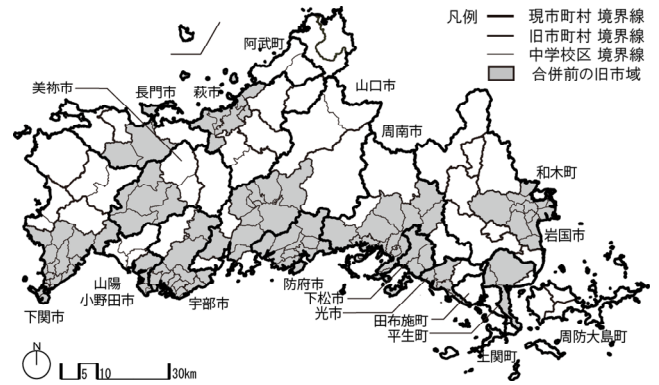 凡例
現市町村 境界線
旧市町村 境界線
中学校区 境界線
合併前の旧市域
阿武町
美祢市
長門市
萩市
山口市
周南市
和木町
岩国市
山陽
小野田市
宇部市
防府市
下松市
光市
田布施町
平生町
上関町
周防大島町
下関市
N
5 10 30km